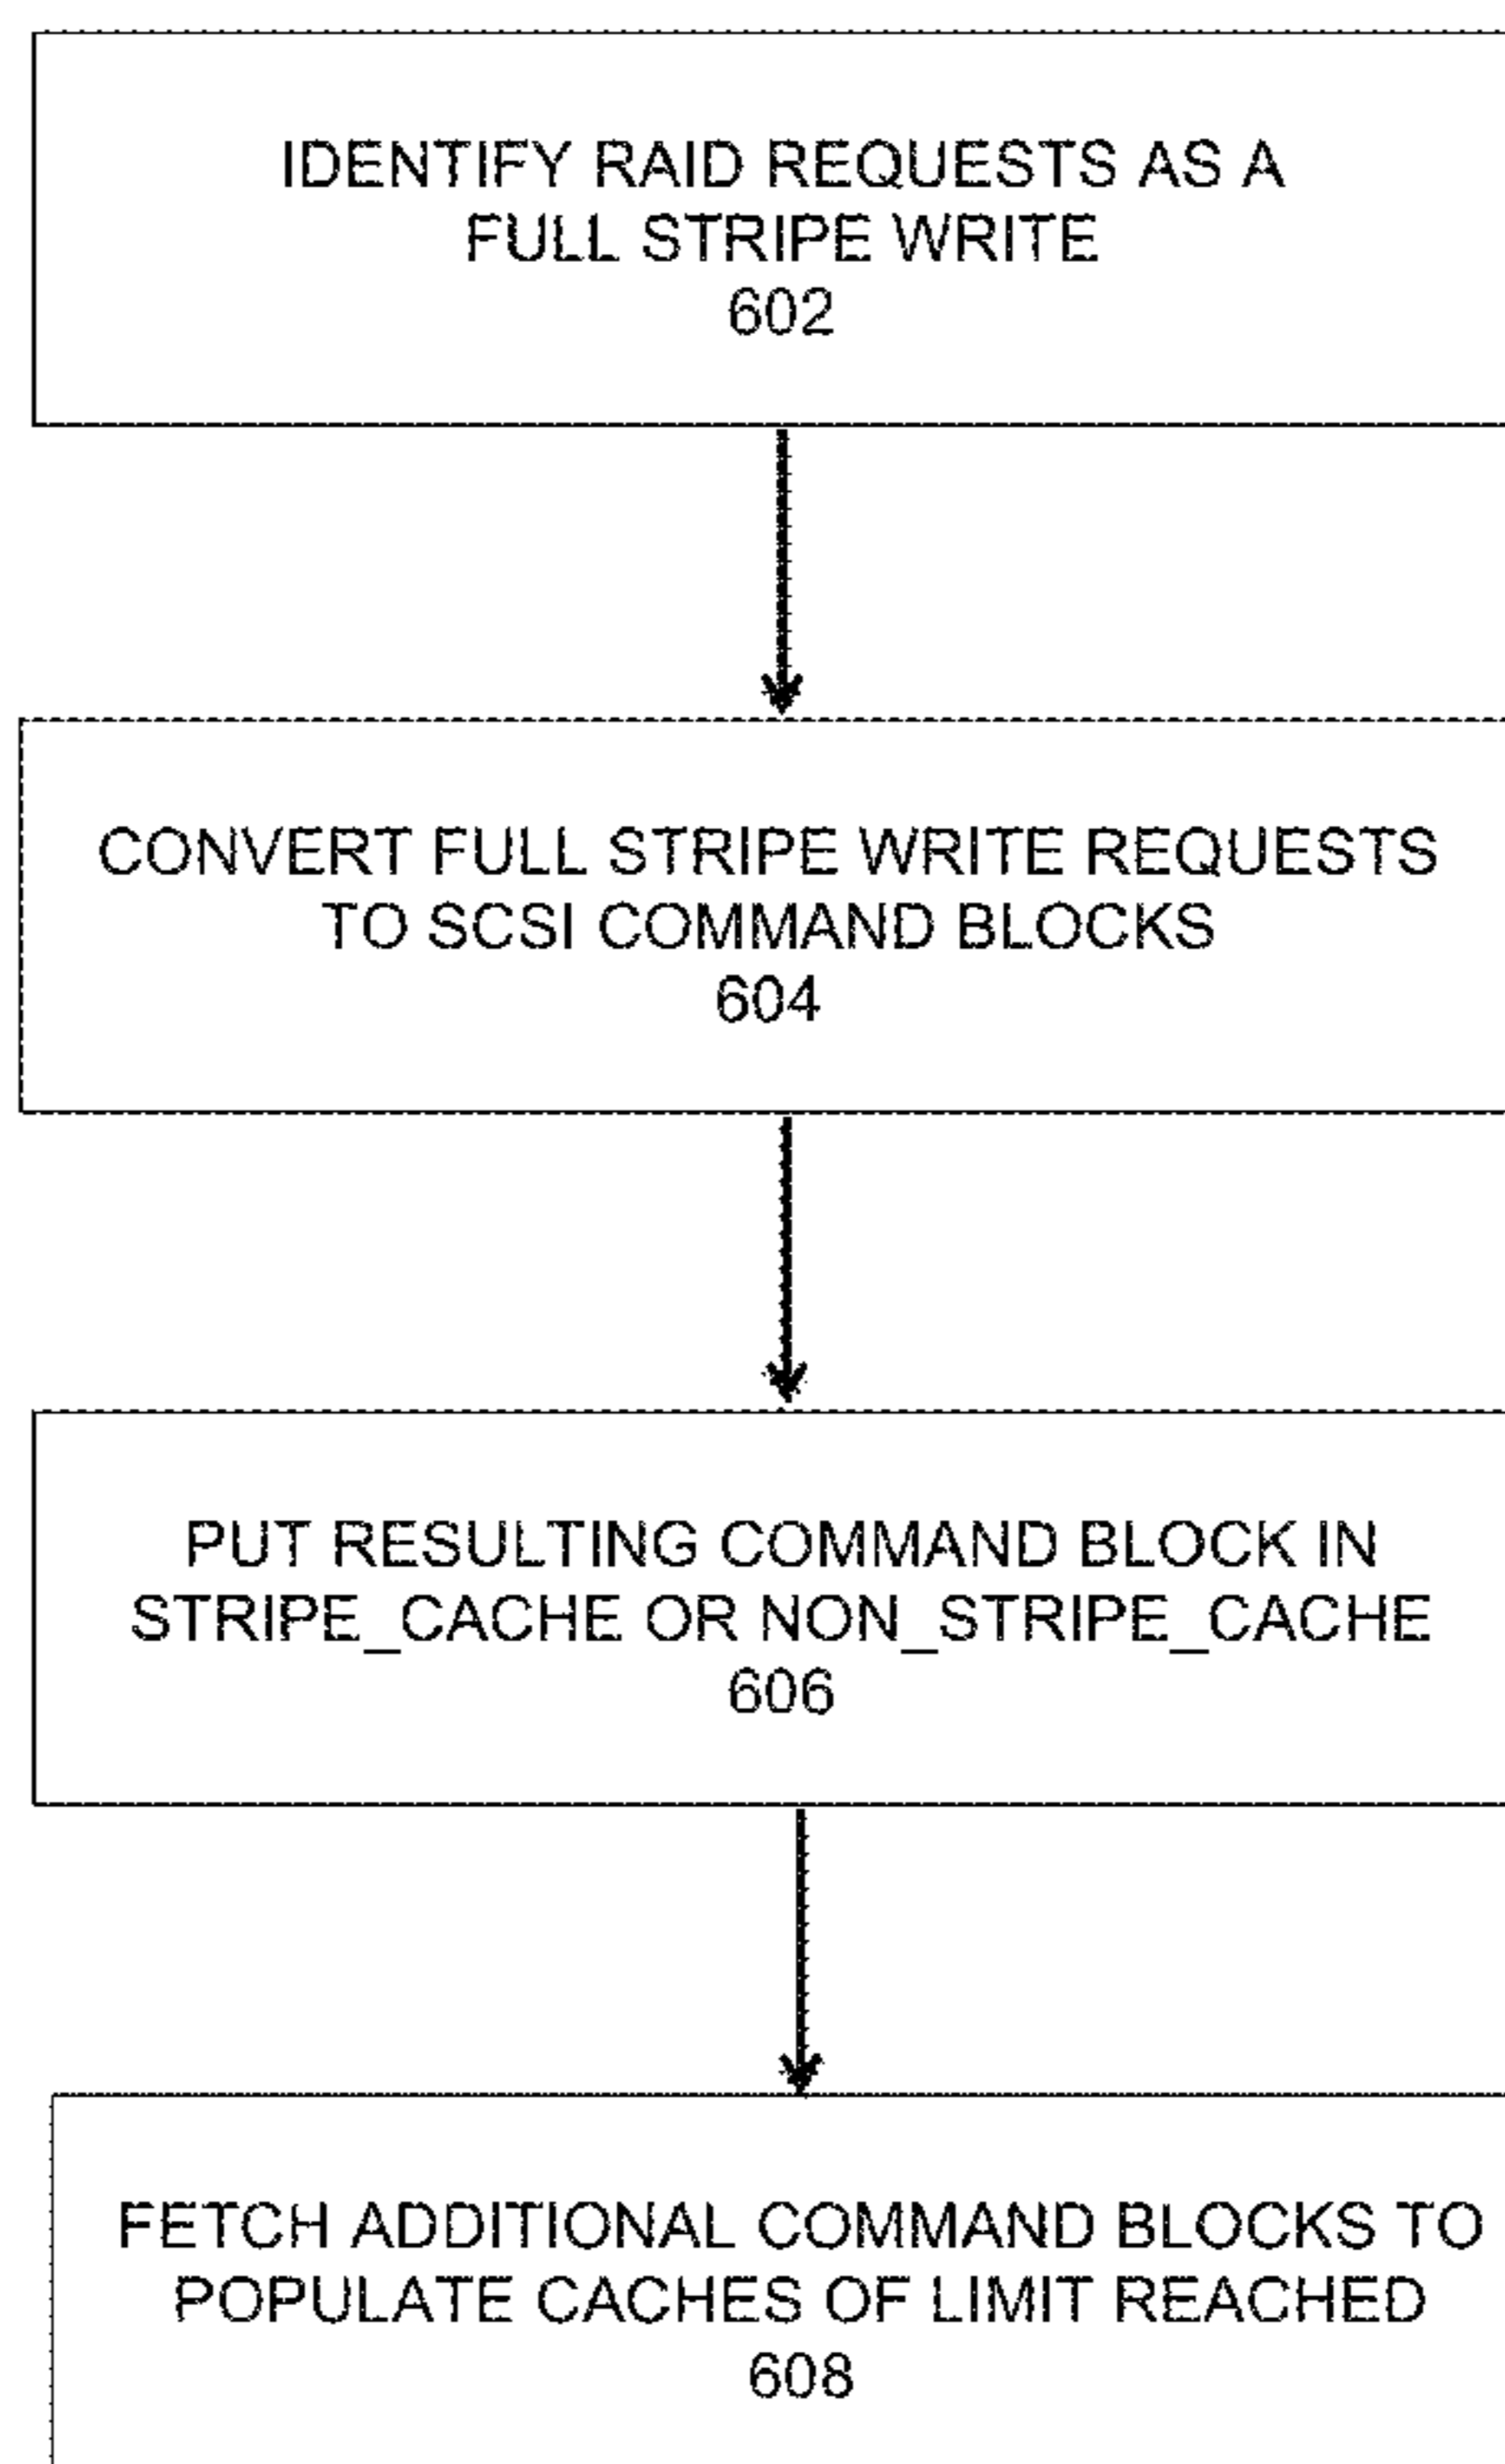 IDENTIFY RAID REQUESTS AS A
FULL STRIPE WRITE
602
CONVERT FULL STRIPE WRITE REQUESTS
TO SCSI COMMAND BLOCKS
604
PUT RESULTING COMMAND BLOCK IN
STRIPE_CACHE OR NON_STRIPE_CACHE
606
FETCH ADDITIONAL COMMAND BLOCKS TO
POPULATE CACHES OF LIMIT REACHED
608